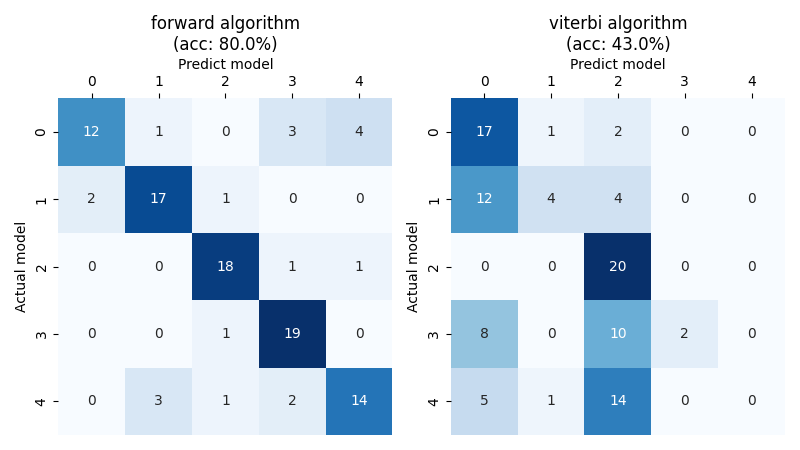 forward algorithm
(acc: 80.0%)
Predict model
0 1 2 3 4
Actual model
0 12 1 0 3 4
1 2 17 1 0 0
2 0 0 18 1 1
3 0 0 1 19 0
4 0 3 1 2 14
viterbi algorithm
(acc: 43.0%)
Predict model
0 1 2 3 4
Actual model
0 17 1 2 0 0
1 12 4 4 0 0
2 0 0 20 0 0
3 8 0 10 2 0
4 5 1 14 0 0